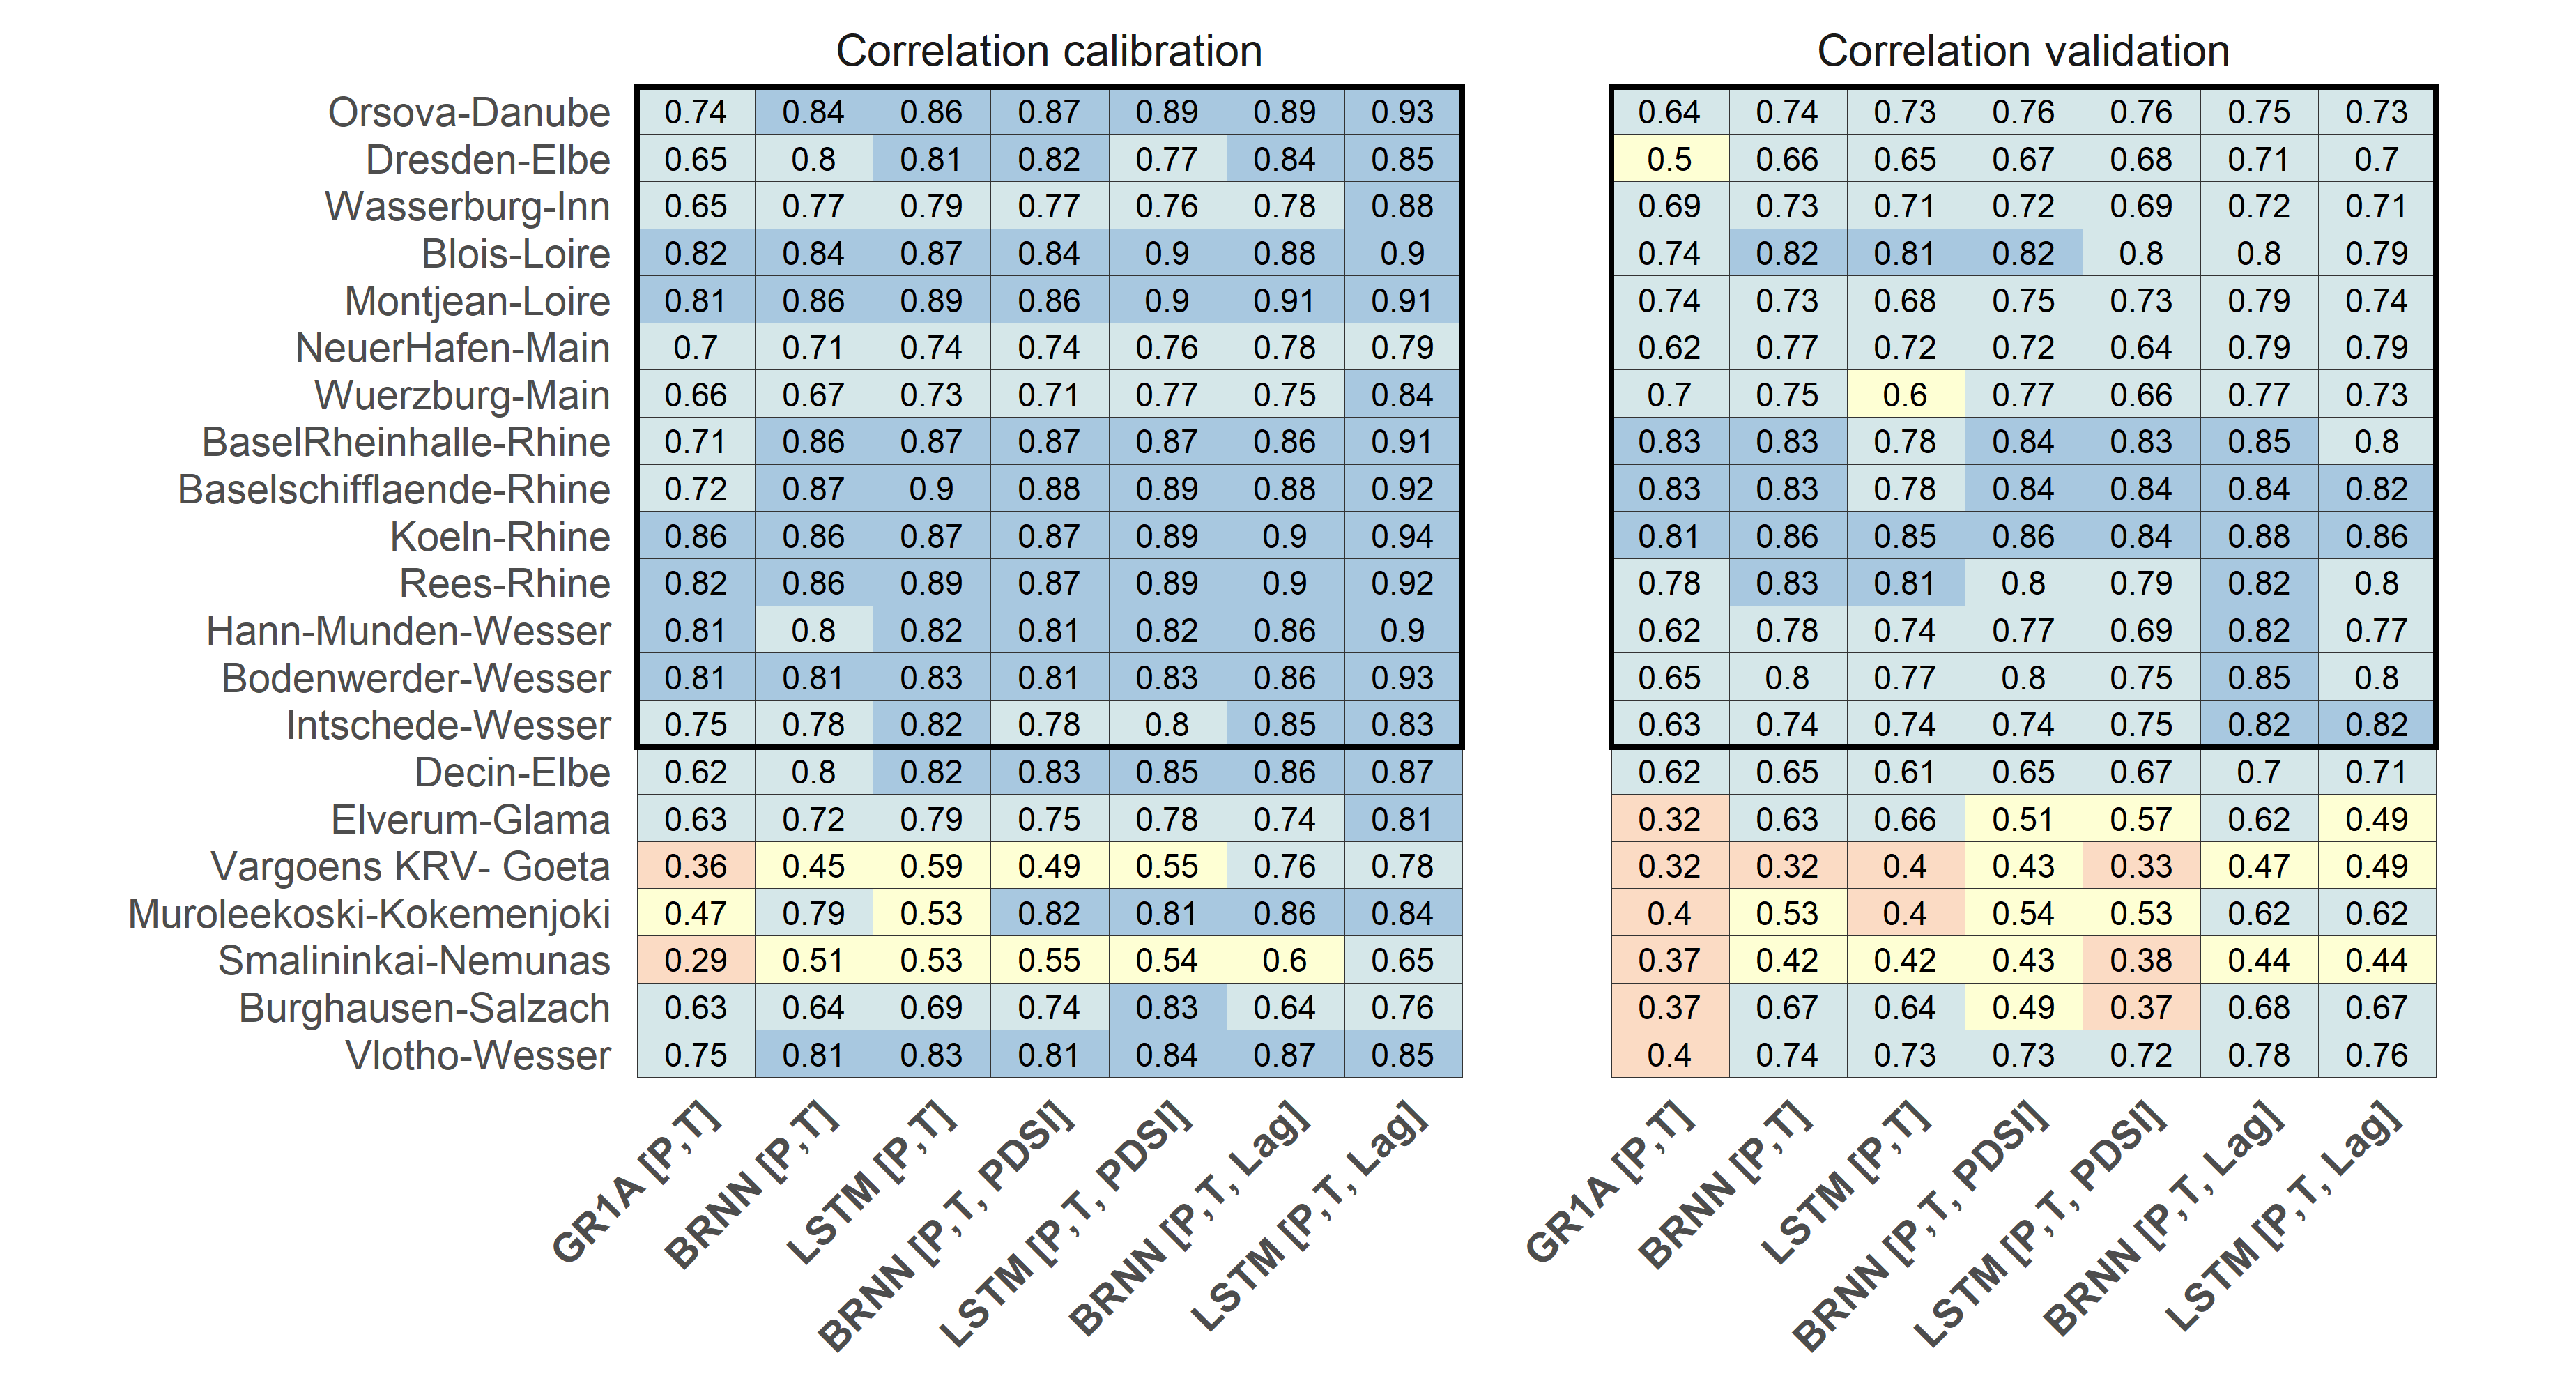 Correlation calibration Correlation validation
Orsova-Danube 0.74 0.84 0.86 0.87 0.89 0.89 0.93 0.64 0.74 0.73 0.76 0.76 0.75 0.73
Dresden-Elbe 0.65 0.8 0.81 0.82 0.77 0.84 0.85 0.5 0.66 0.65 0.67 0.68 0.71 0.7
Wasserburg-Inn 0.65 0.77 0.79 0.77 0.76 0.78 0.88 0.69 0.73 0.71 0.72 0.69 0.72 0.71
Blois-Loire 0.82 0.84 0.87 0.84 0.9 0.88 0.9 0.74 0.82 0.81 0.82 0.8 0.8 0.79
Montjean-Loire 0.81 0.86 0.89 0.86 0.9 0.91 0.91 0.74 0.73 0.68 0.75 0.73 0.79 0.74
NeuerHafen-Main 0.7 0.71 0.74 0.74 0.76 0.78 0.79 0.62 0.77 0.72 0.72 0.64 0.79 0.79
Wuerzburg-Main 0.66 0.67 0.73 0.71 0.77 0.75 0.84 0.7 0.75 0.6 0.77 0.66 0.77 0.73
BaselRheinhalle-Rhine 0.71 0.86 0.87 0.87 0.87 0.86 0.91 0.83 0.83 0.78 0.84 0.83 0.85 0.8
Baselschifflaende-Rhine 0.72 0.87 0.9 0.88 0.89 0.88 0.92 0.83 0.83 0.78 0.84 0.84 0.84 0.82
Koeln-Rhine 0.86 0.86 0.87 0.87 0.89 0.9 0.94 0.81 0.86 0.85 0.86 0.84 0.88 0.86
Rees-Rhine 0.82 0.86 0.89 0.87 0.89 0.9 0.92 0.78 0.83 0.81 0.8 0.79 0.82 0.8
Hann-Munden-Wesser 0.81 0.8 0.82 0.81 0.82 0.86 0.9 0.62 0.78 0.74 0.77 0.69 0.82 0.77
Bodenwerder-Wesser 0.81 0.81 0.83 0.81 0.83 0.86 0.93 0.65 0.8 0.77 0.8 0.75 0.85 0.8
Intschede-Wesser 0.75 0.78 0.82 0.78 0.8 0.85 0.83 0.63 0.74 0.74 0.74 0.75 0.82 0.82
Decin-Elbe 0.62 0.8 0.82 0.83 0.85 0.86 0.87 0.62 0.65 0.61 0.65 0.67 0.7 0.71
Elverum-Glama 0.63 0.72 0.79 0.75 0.78 0.74 0.81 0.32 0.63 0.66 0.51 0.57 0.62 0.49
Vargoens KRV- Goeta 0.36 0.45 0.59 0.49 0.55 0.76 0.78 0.32 0.32 0.4 0.43 0.33 0.47 0.49
Muroleekoski-Kokemenjoki 0.47 0.79 0.53 0.82 0.81 0.86 0.84 0.4 0.53 0.4 0.54 0.53 0.62 0.62
Smalininkai-Nemunas 0.29 0.51 0.53 0.55 0.54 0.6 0.65 0.37 0.42 0.42 0.43 0.38 0.44 0.44
Burghausen-Salzach 0.63 0.64 0.69 0.74 0.83 0.64 0.76 0.37 0.67 0.64 0.49 0.37 0.68 0.67
Vlotho-Wesser 0.75 0.81 0.83 0.81 0.84 0.87 0.85 0.4 0.74 0.73 0.73 0.72 0.78 0.76
GR1A [P,T] BRNN [P,T] LSTM [P,T] BRNN [P,T, PDSI] LSTM [P,T, PDSI] BRNN [P,T, Lag] LSTM [P,T, Lag] GR1A [P,T] BRNN [P,T] LSTM [P,T] BRNN [P,T, PDSI] LSTM [P,T, PDSI] BRNN [P,T, Lag] LSTM [P,T, Lag]